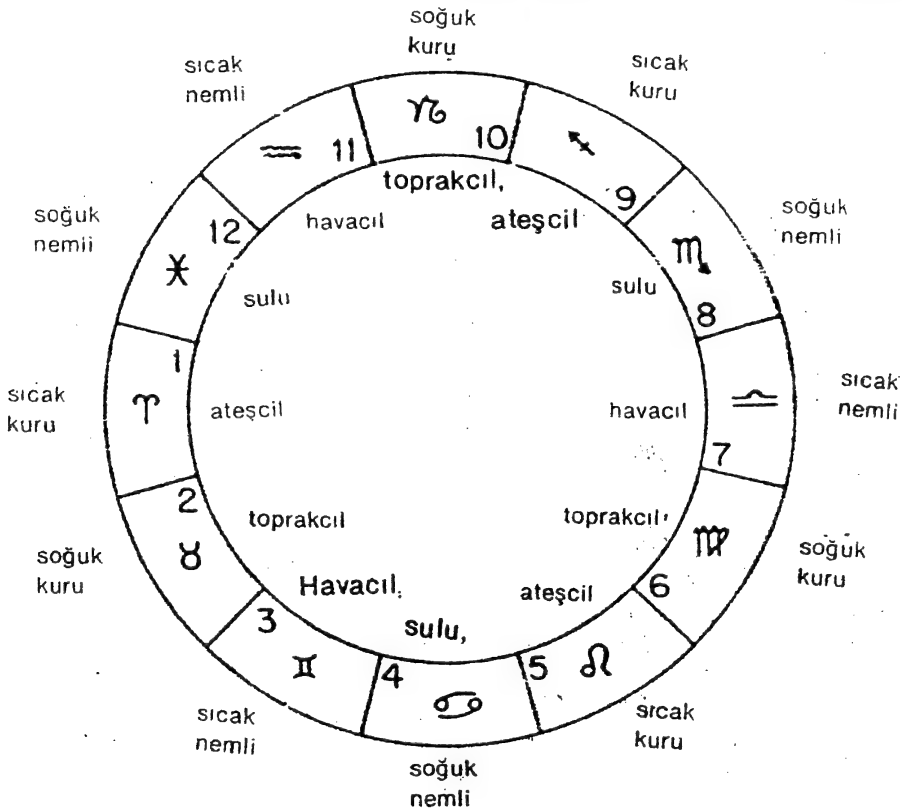 soğuk
kuru
sıcak
nemli
sıcak
kuru
♑ 10
♒ 11
♐ 9
toprakcıl,
havacıl
ateşcil
soğuk
nemli
soğuk
nemli
♓ 12
♏ 8
sulu
sulu
sıcak
kuru
♈ 1
ateşcil
havacıl
♎ 7
sıcak
nemli
2
♉
toprakcıl
toprakcıl
♍
6
soğuk
kuru
soğuk
kuru
Havacıl,
ateşcil
sulu,
3
♊
4
♋
5
♌
sıcak
nemli
sıcak
kuru
soğuk
nemli